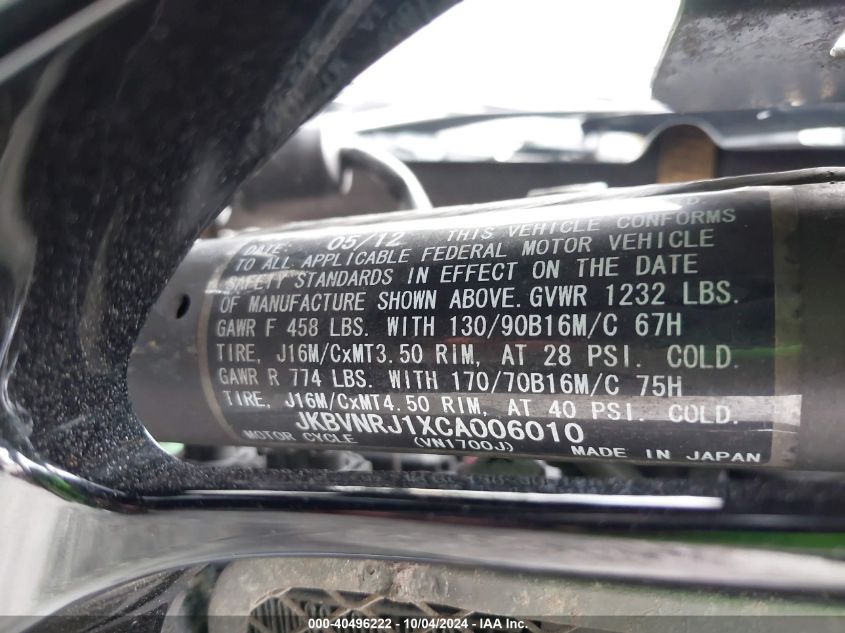 DATE: 05/12 THIS VEHICLE CONFORMS
TO ALL APPLICABLE FEDERAL MOTOR VEHICLE
SAFETY STANDARDS IN EFFECT ON THE DATE
OF MANUFACTURE SHOWN ABOVE. GVWR 1232 LBS.
GAWR F 458 LBS. WITH 130/90B16M/C 67H
TIRE, J16M/CxMT3.50 RIM, AT 28 PSI. COLD.
GAWR R 774 LBS. WITH 170/70B16M/C 75H
TIRE, J16M/CxMT4.50 RIM, AT 40 PSI. COLD.
JKBVNRJ1XCA006010
MOTOR CYCLE (VN1700J) MADE IN JAPAN
000-40496222 - 10/04/2024 - IAA Inc.